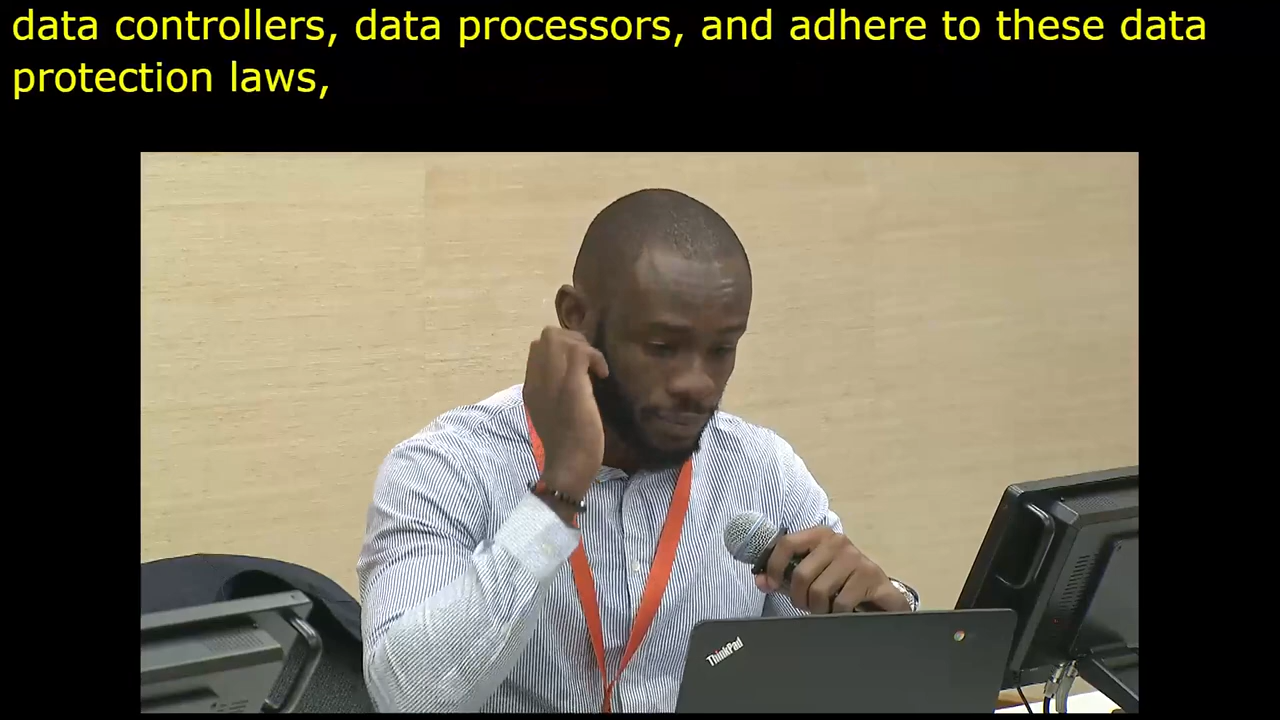 data controllers, data processors, and adhere to these data
protection laws,
ThinkPad